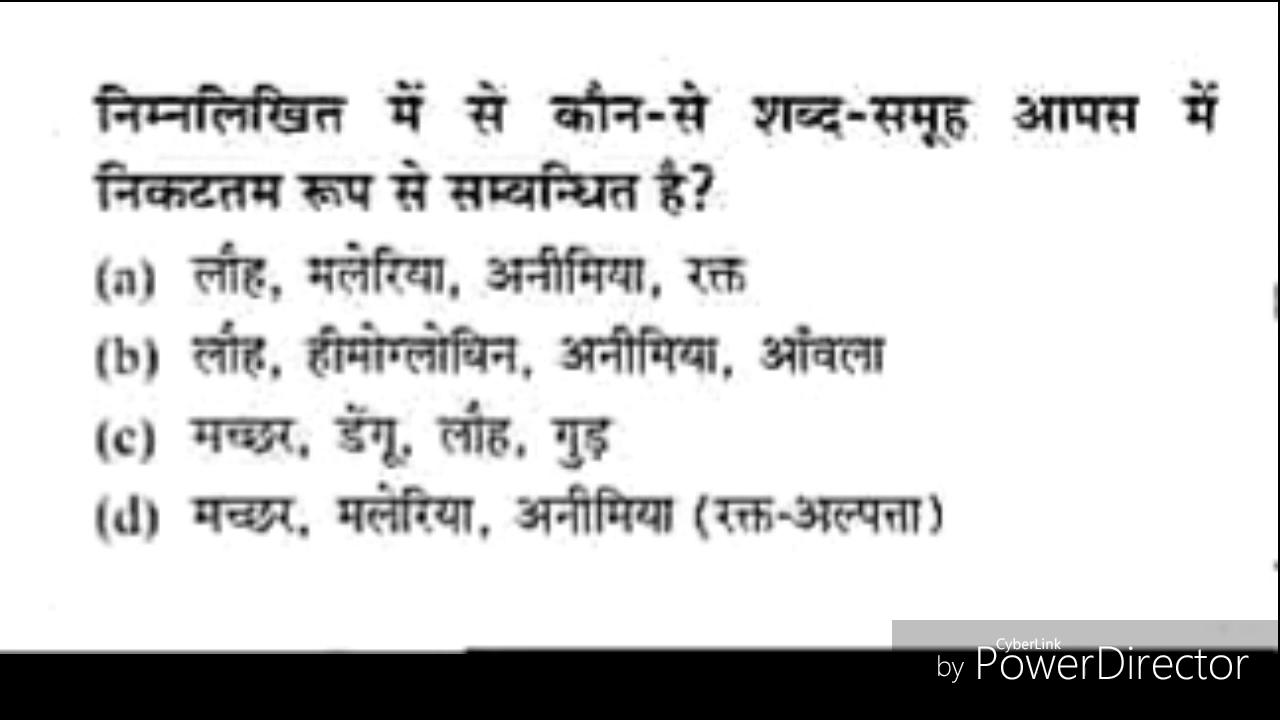 निम्नलिखित में से कौन-से शब्द-समूह आपस में
निकटतम रूप से सम्बन्धित है?
(a) लौह, मलेरिया, अनीमिया, रक्त
(b) लौह, हीमोग्लोबिन, अनीमिया, आँवला
(c) मच्छर, डेंगू, लौह, गुड़
(d) मच्छर, मलेरिया, अनीमिया (रक्त-अल्पत्ता)
CyberLink
by PowerDirector